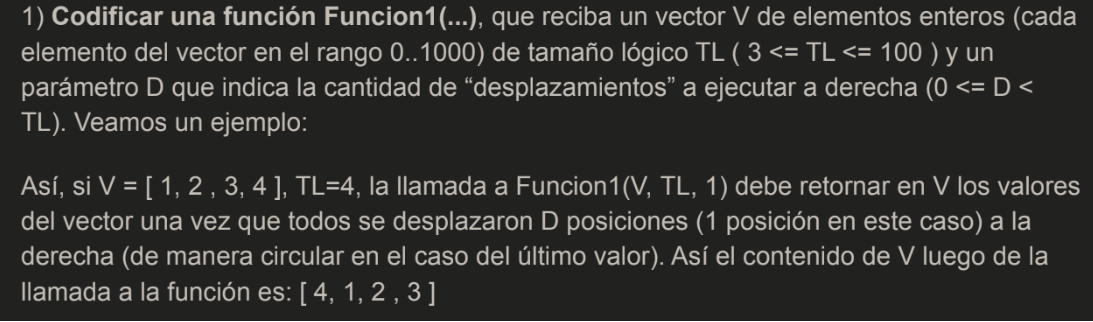 1) Codificar una función Funcion1(...), que reciba un vector V de elementos enteros (cada
elemento del vector en el rango 0..1000) de tamaño lógico TL ( 3 <= TL <= 100 ) y un
parámetro D que indica la cantidad de “desplazamientos” a ejecutar a derecha (0 <= D <
TL). Veamos un ejemplo:
Así, si V = [ 1, 2 , 3, 4 ], TL=4, la llamada a Funcion1(V, TL, 1) debe retornar en V los valores
del vector una vez que todos se desplazaron D posiciones (1 posición en este caso) a la
derecha (de manera circular en el caso del último valor). Así el contenido de V luego de la
llamada a la función es: [ 4, 1, 2 , 3 ]